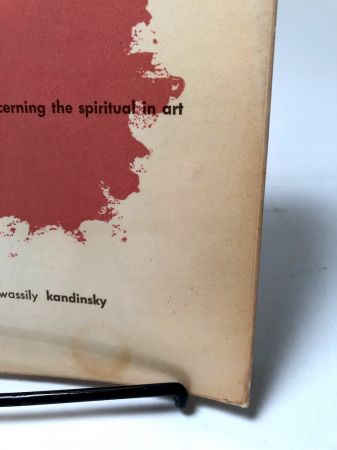 cerning the spiritual in art
wassily kandinsky